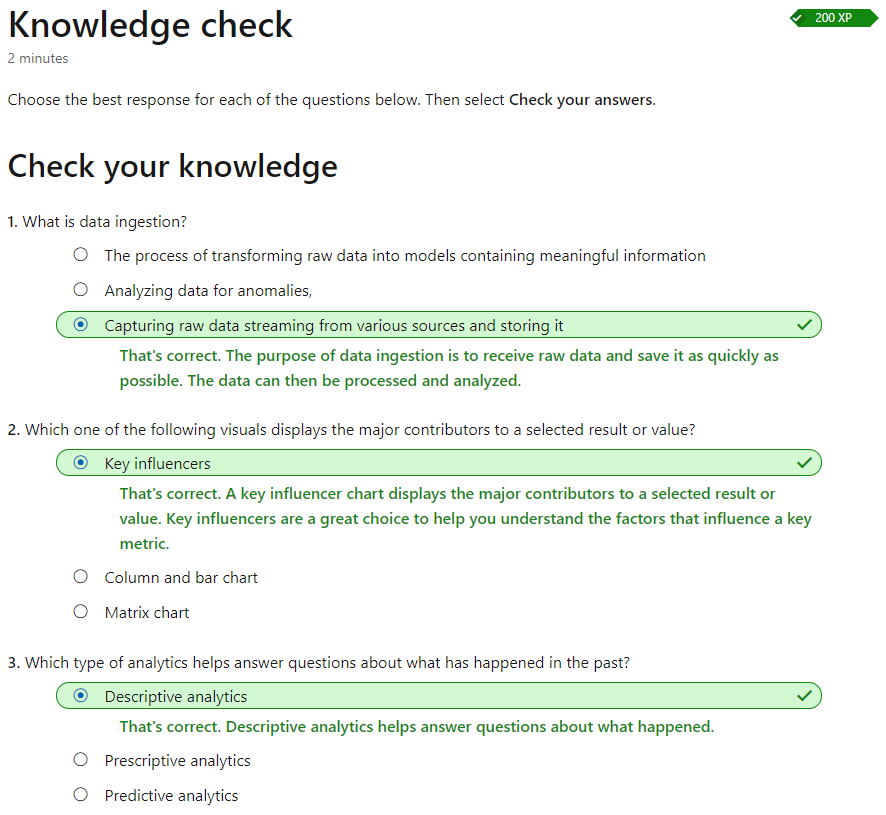 Knowledge check
200 XP
2 minutes
Choose the best response for each of the questions below. Then select Check your answers.
Check your knowledge
1. What is data ingestion?
The process of transforming raw data into models containing meaningful information
Analyzing data for anomalies,
Capturing raw data streaming from various sources and storing it
That's correct. The purpose of data ingestion is to receive raw data and save it as quickly as
possible. The data can then be processed and analyzed.
2. Which one of the following visuals displays the major contributors to a selected result or value?
Key influencers
That's correct. A key influencer chart displays the major contributors to a selected result or
value. Key influencers are a great choice to help you understand the factors that influence a key
metric.
Column and bar chart
Matrix chart
3. Which type of analytics helps answer questions about what has happened in the past?
Descriptive analytics
That's correct. Descriptive analytics helps answer questions about what happened.
Prescriptive analytics
Predictive analytics